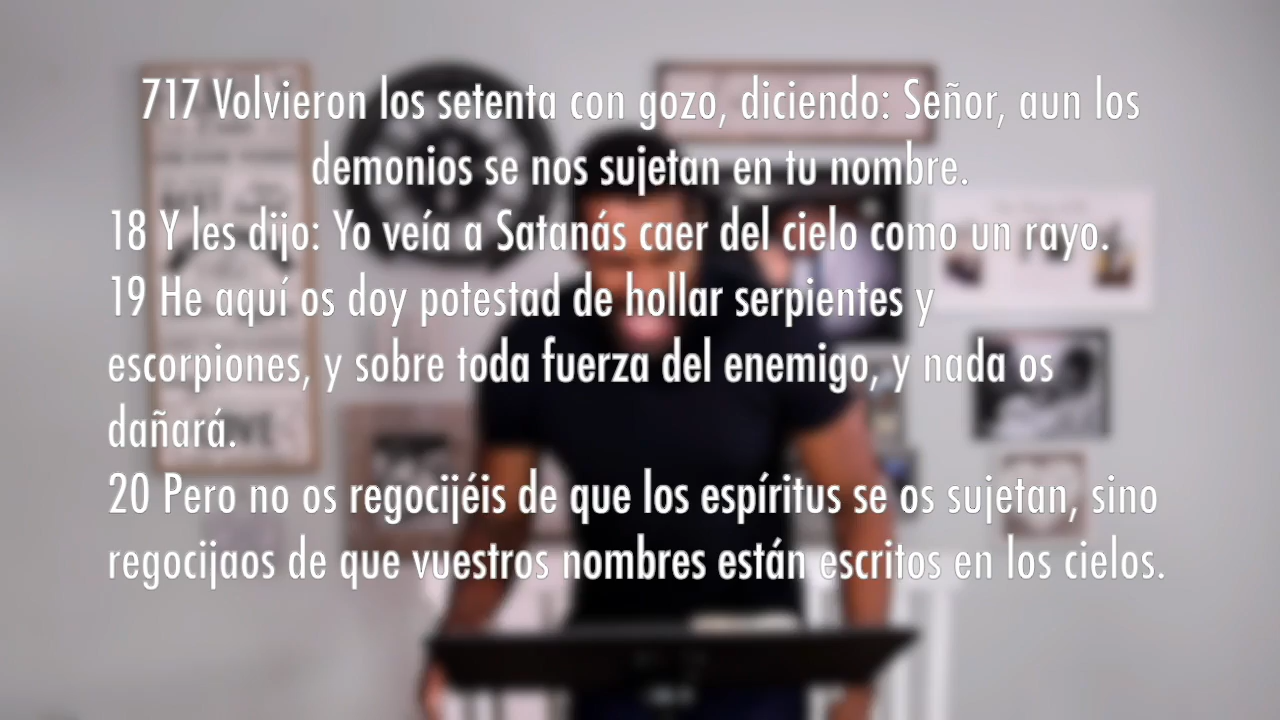 717 Volvieron los setenta con gozo, diciendo: Señor, aun los
demonios se nos sujetan en tu nombre.
18 Y les dijo: Yo veía a Satanás caer del cielo como un rayo.
19 He aquí os doy potestad de hollar serpientes y
escorpiones, y sobre toda fuerza del enemigo, y nada os
dañará.
20 Pero no os regocijéis de que los espíritus se os sujetan, sino
regocijaos de que vuestros nombres están escritos en los cielos.